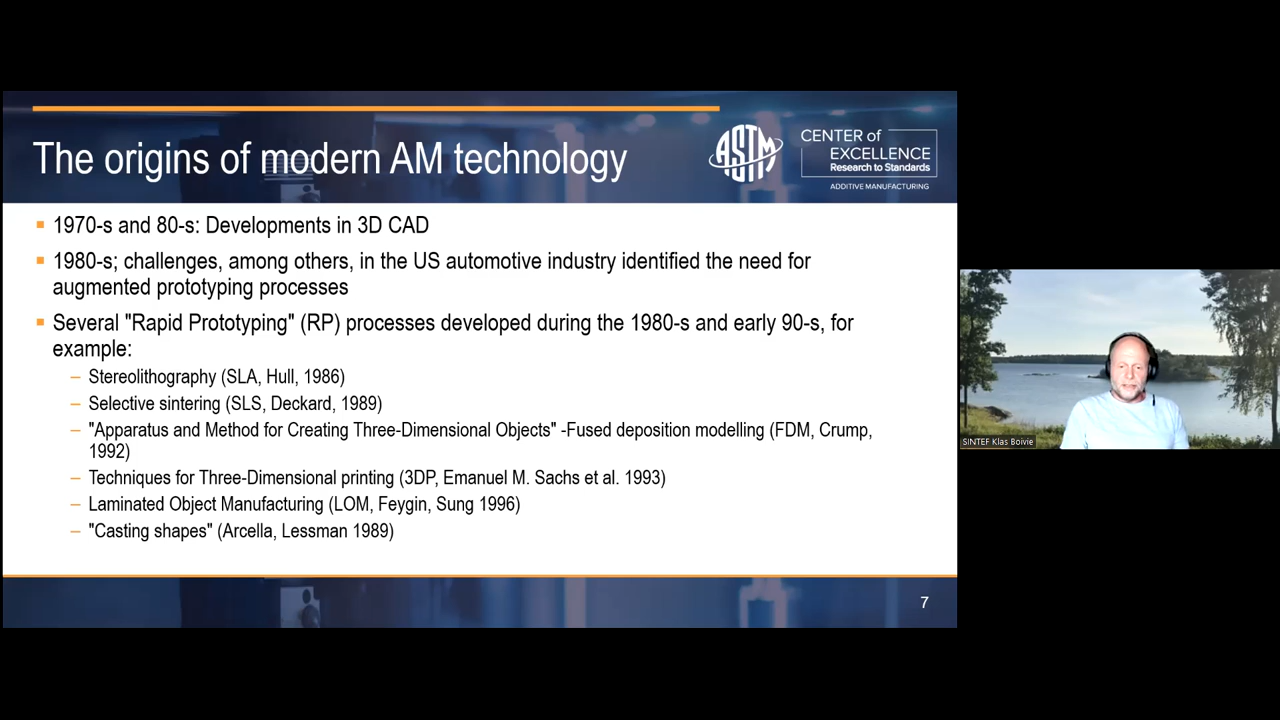 The origins of modern AM technology
ASTM
CENTER of
EXCELLENCE
Research to Standards
ADDITIVE MANUFACTURING
1970-s and 80-s: Developments in 3D CAD
1980-s; challenges, among others, in the US automotive industry identified the need for
augmented prototyping processes
Several "Rapid Prototyping" (RP) processes developed during the 1980-s and early 90-s, for
example:
– Stereolithography (SLA, Hull, 1986)
– Selective sintering (SLS, Deckard, 1989)
– "Apparatus and Method for Creating Three-Dimensional Objects" -Fused deposition modelling (FDM, Crump,
1992)
– Techniques for Three-Dimensional printing (3DP, Emanuel M. Sachs et al. 1993)
– Laminated Object Manufacturing (LOM, Feygin, Sung 1996)
– "Casting shapes" (Arcella, Lessman 1989)
7
SINTEF Klas Boivie